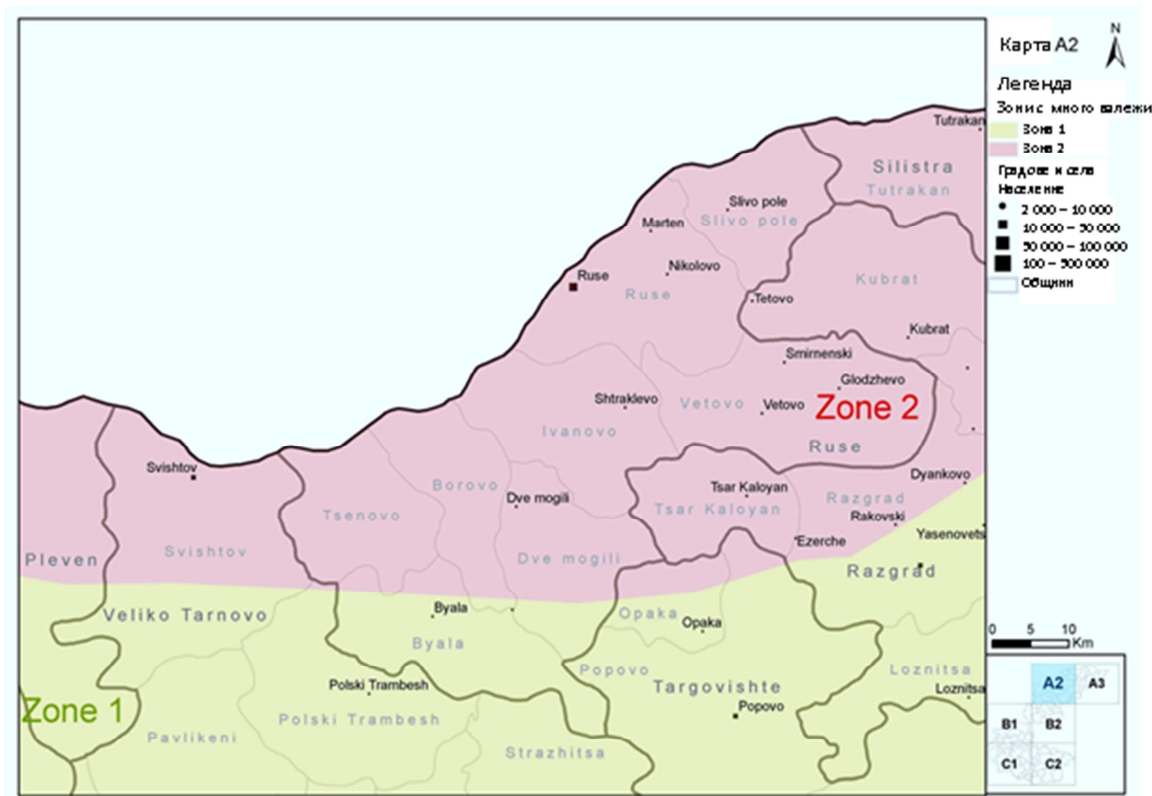 Карта A2
N
Легенда
Зони с много валежи
Зона 1
Зона 2
Градове и села
Население
2 000 – 10 000
10 000 – 50 000
50 000 – 100 000
100 – 500 000
Общини
Tutrakan
Silistra
Tutrakan
Slivo pole
Slivo pole
Marten
Nikolovo
Ruse
Ruse
Kubrat
Tetovo
Kubrat
Smirnenski
Glodzhevo
Shtraklevo
Vetovo
Vetovo
Zone 2
Ivanovo
Ruse
Svishtov
Borovo
Dyankovo
Dve mogili
Tsar Kaloyan
Razgrad
Tsenovo
Tsar Kaloyan
Rakovski
Yasenovets
Ezerche
Pleven
Svishtov
Dve mogili
Razgrad
Veliko Tarnovo
Byala
Opaka
Opaka
Byala
0 5 10
Km
Popovo
Loznitsa
Polski Trambesh
Targovishte
Loznitsa
Zone 1
Popovo
Polski Trambesh
Pavlikeni
Strazhitsa
A2 A3
B1 B2
C1 C2